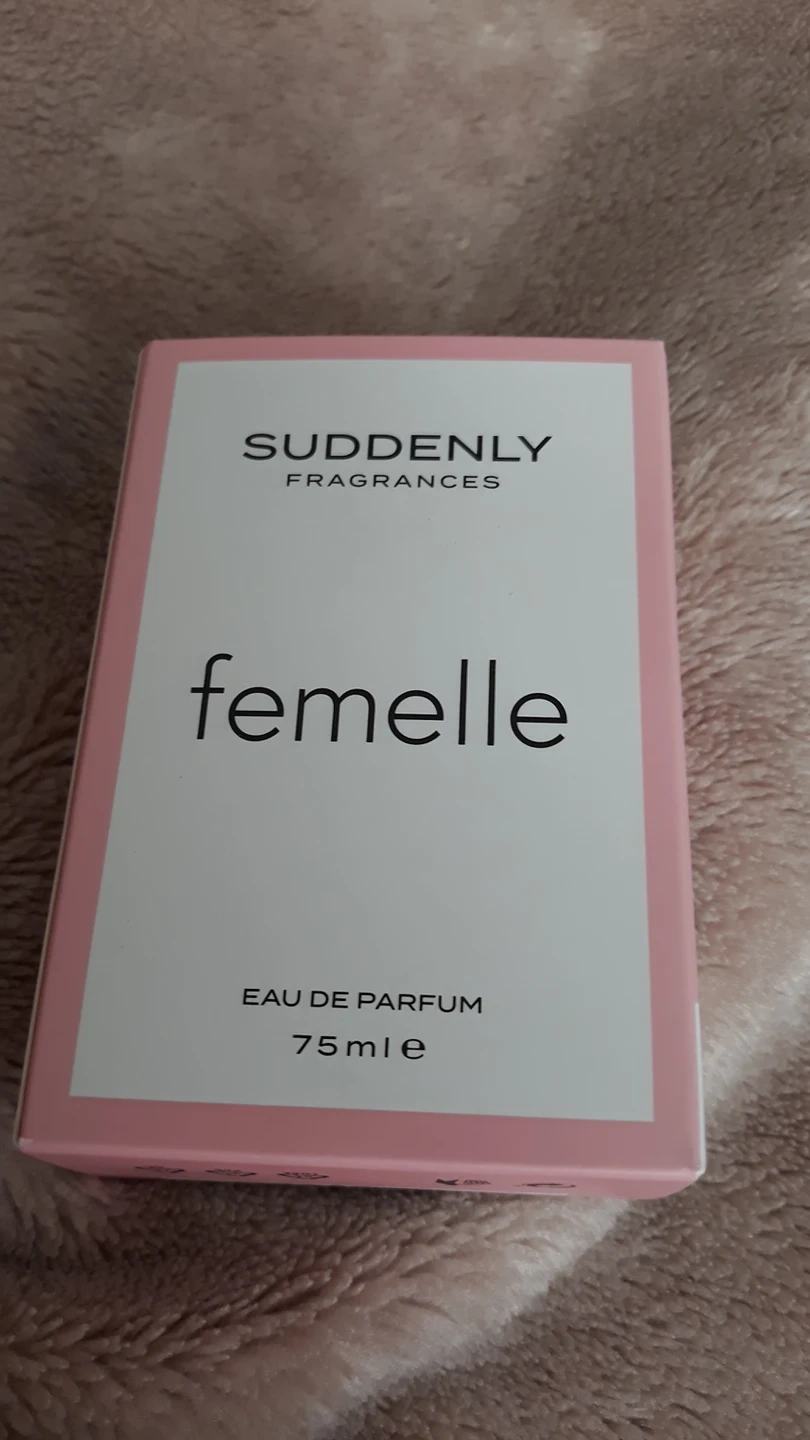 SUDDENLY
FRAGRANCES
femelle
EAU DE PARFUM
75ml e